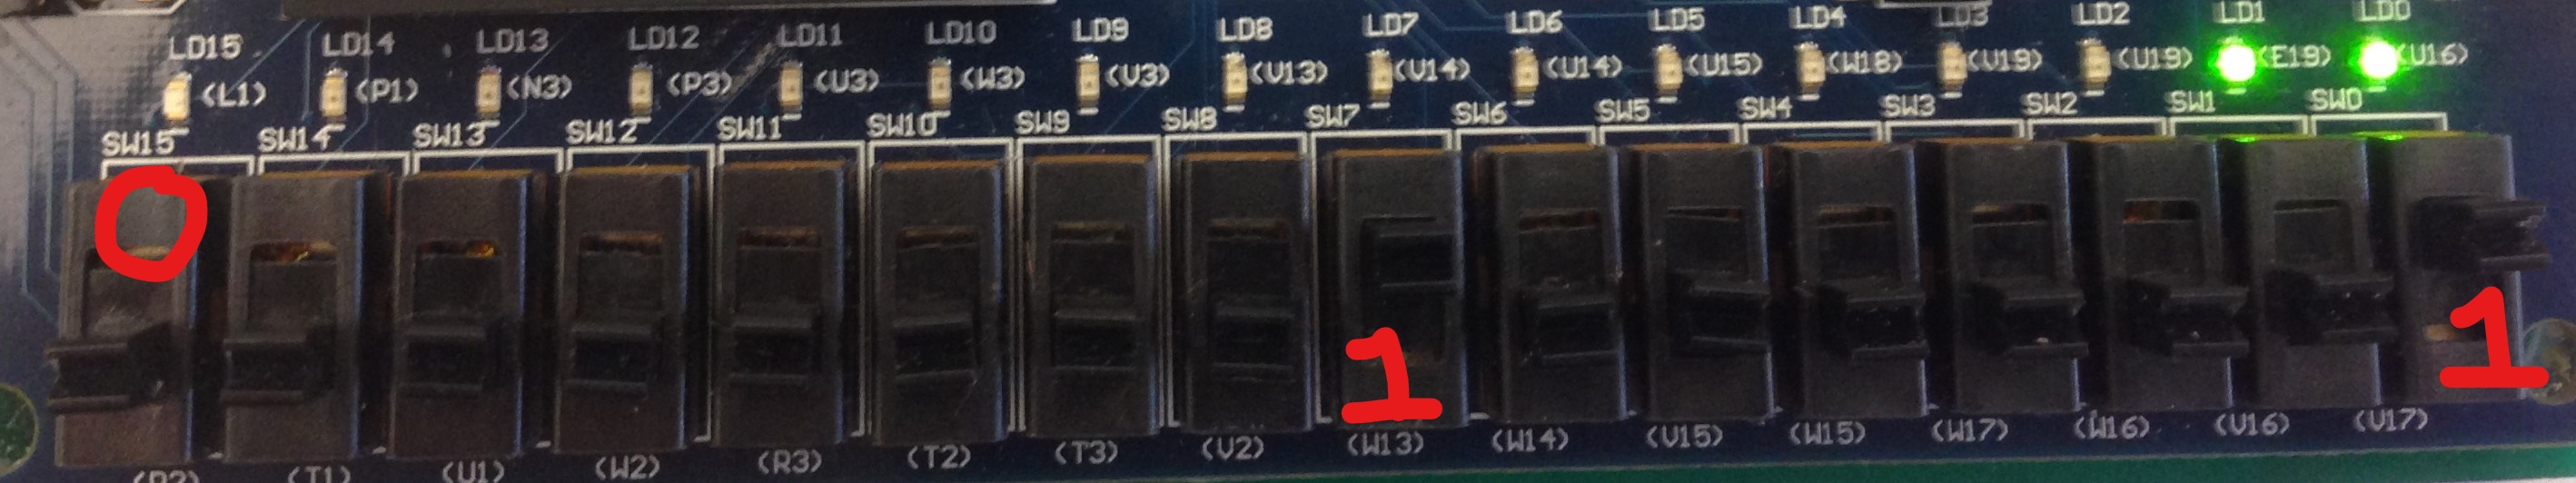 LD15 LD14 LD13 LD12 LD11 LD10 LD9 LD8 LD7 LD6 LD5 LD4 LD3 LD2 LD1 LD0
(L1) (P1) (N3) (P3) (U3) (W3) (V3) (V13) (V14) (U14) (U15) (W18) (V19) (U19) (E19) (U16)
SW15 SW14 SW13 SW12 SW11 SW10 SW9 SW8 SW7 SW6 SW5 SW4 SW3 SW2 SW1 SW0
0 1 1
(R2) (T1) (U1) (W2) (R3) (T2) (T3) (V2) (W13) (W14) (V15) (W15) (W17) (W16) (V16) (V17)